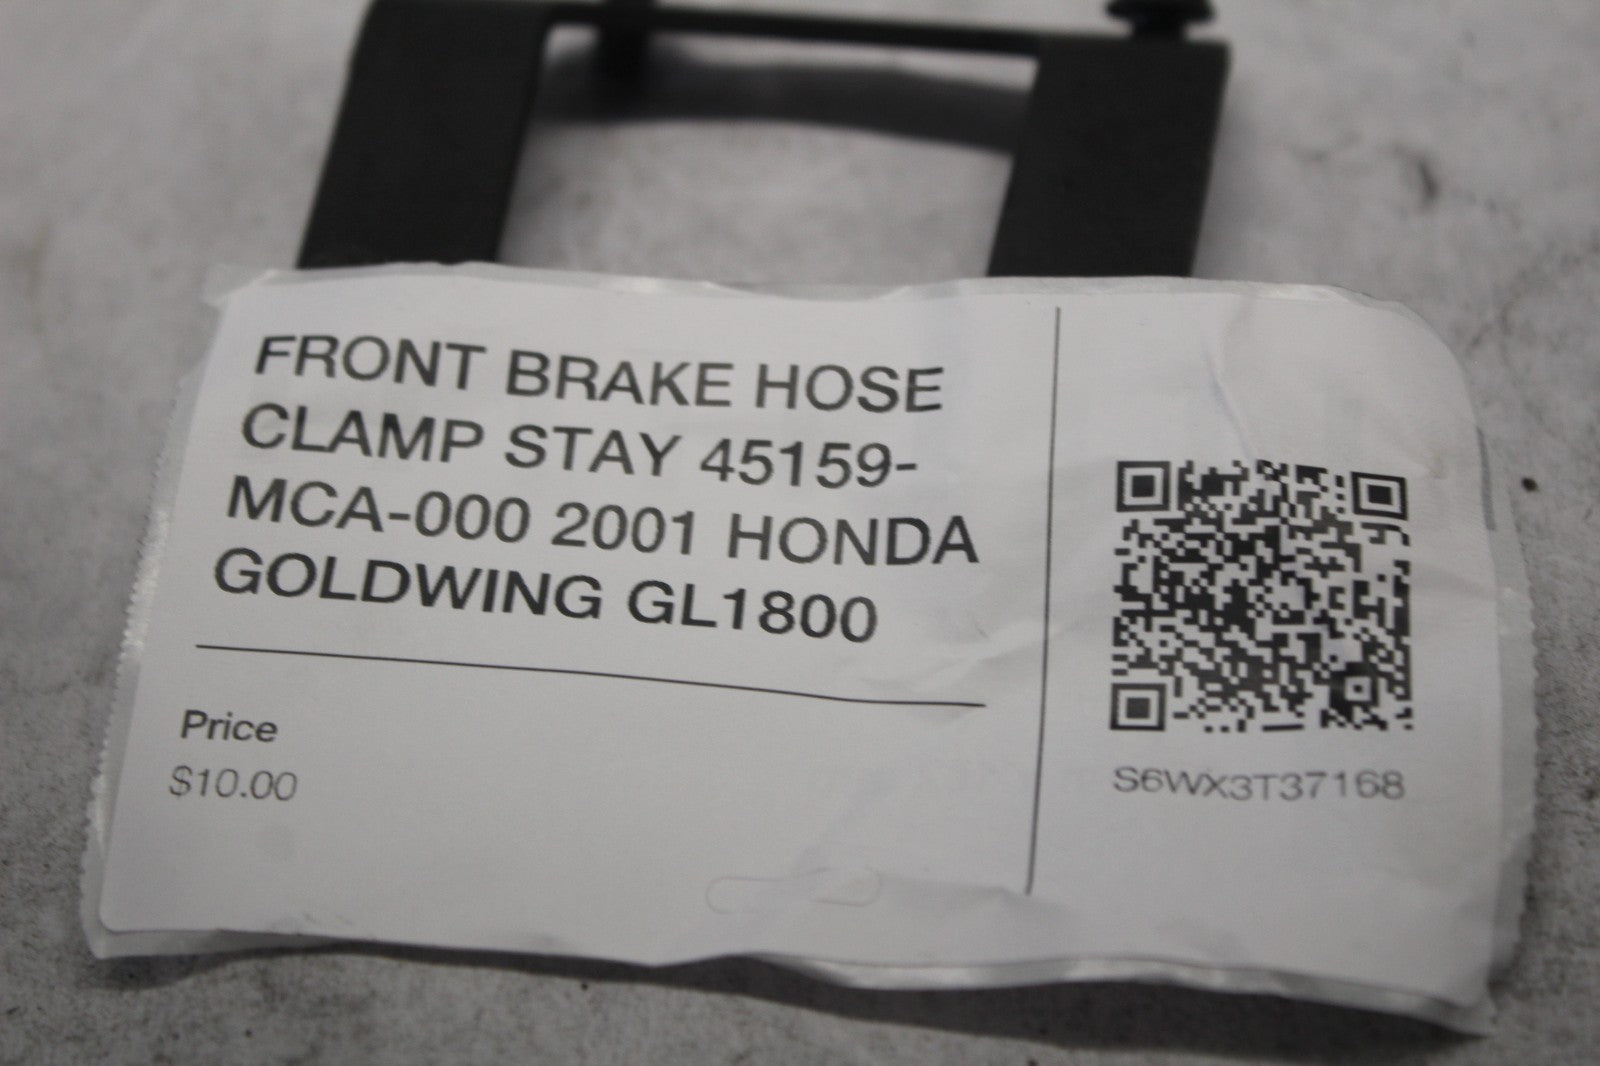 FRONT BRAKE HOSE
CLAMP STAY 45159-
MCA-000 2001 HONDA
GOLDWING GL1800
Price
$10.00
S6WX3T37168